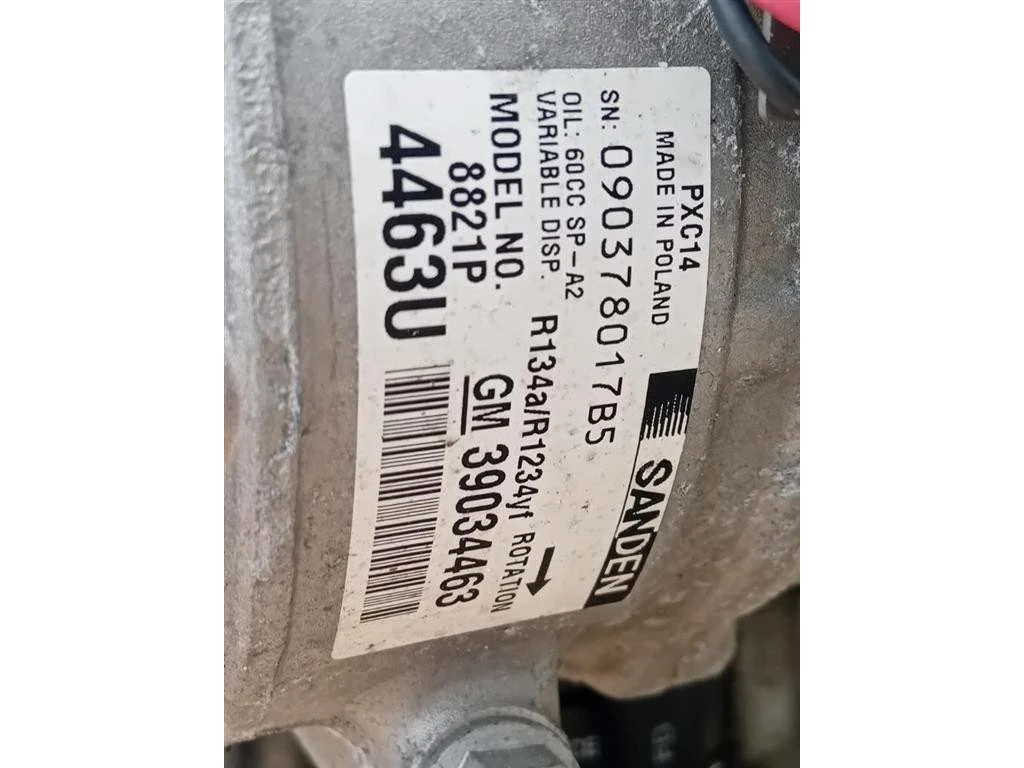 PXC14
MADE IN POLAND
SANDEN
SN: 090378017B5
OIL: 60CC SP-A2
VARIABLE DISP.
R134a/R1234yf ROTATION
MODEL NO.
8821P
GM 39034463
4463U